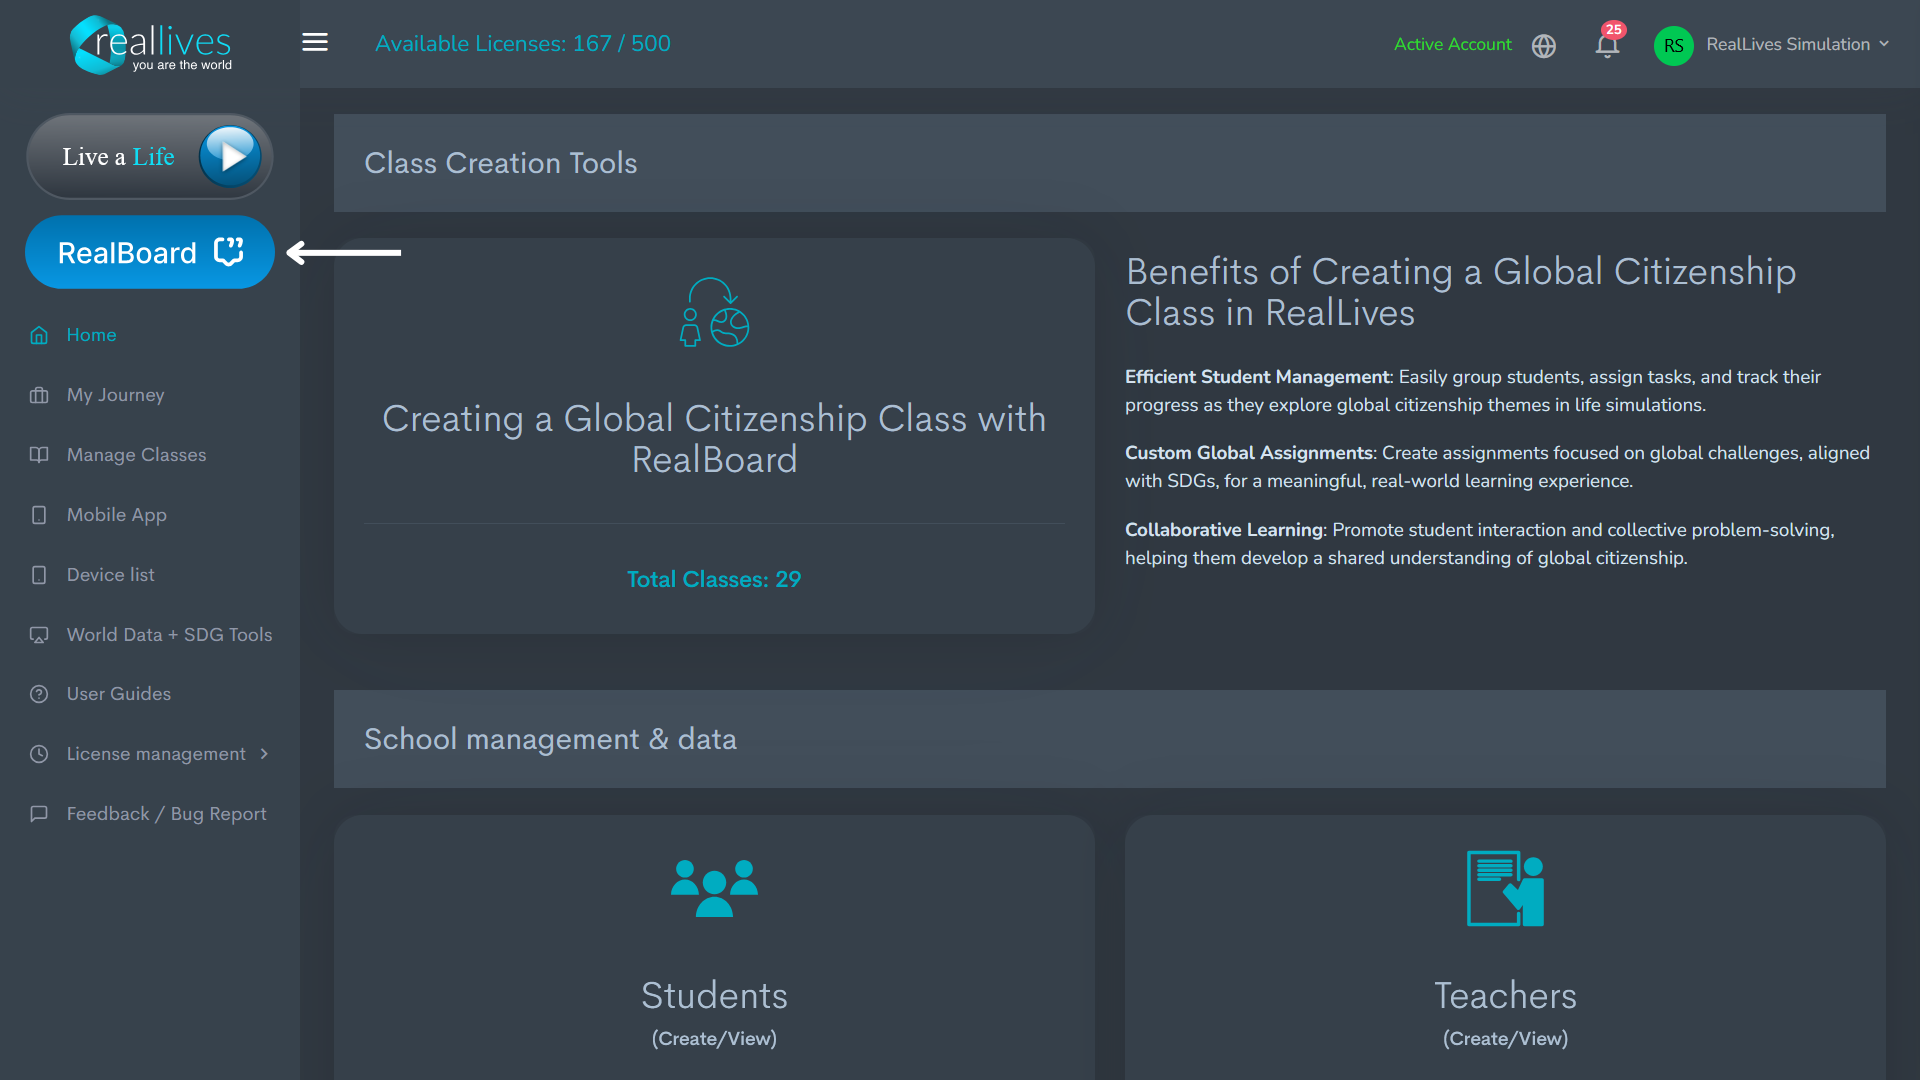 reallives
you are the world
Available Licenses: 167 / 500
Active Account
25
RS
RealLives Simulation
Live a Life
RealBoard
Home
My Journey
Manage Classes
Mobile App
Device list
World Data + SDG Tools
User Guides
License management
Feedback / Bug Report
Class Creation Tools
Creating a Global Citizenship Class with
RealBoard
Total Classes: 29
Benefits of Creating a Global Citizenship
Class in RealLives
Efficient Student Management: Easily group students, assign tasks, and track their
progress as they explore global citizenship themes in life simulations.
Custom Global Assignments: Create assignments focused on global challenges, aligned
with SDGs, for a meaningful, real-world learning experience.
Collaborative Learning: Promote student interaction and collective problem-solving,
helping them develop a shared understanding of global citizenship.
School management & data
Students
(Create/View)
Teachers
(Create/View)